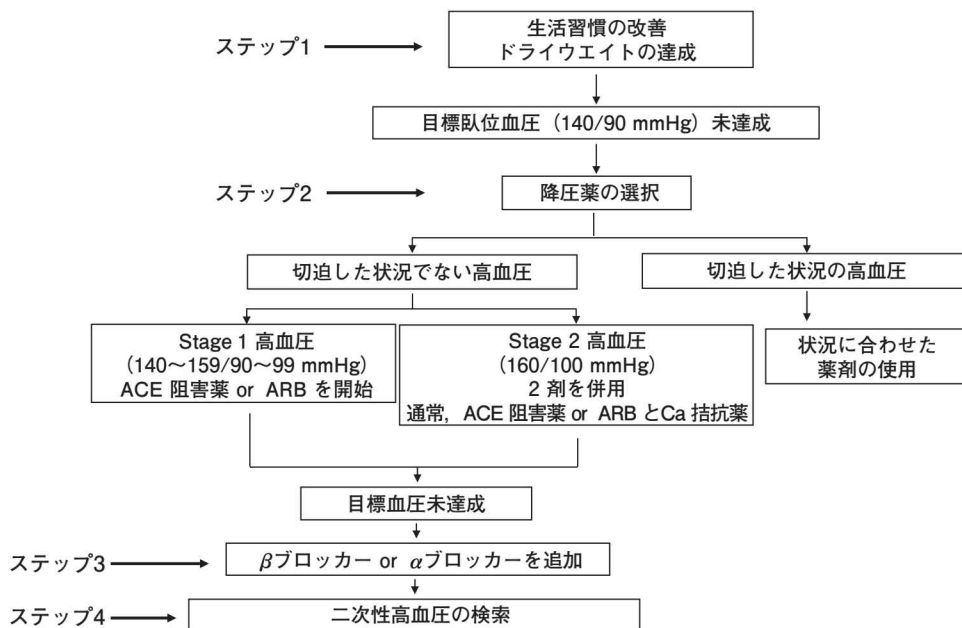 ステップ1
生活習慣の改善
ドライウエイトの達成
目標臥位血圧(140/90 mmHg)未達成
ステップ2
降圧薬の選択
切迫した状況でない高血圧
切迫した状況の高血圧
Stage 1 高血圧
(140〜159/90〜99 mmHg)
ACE 阻害薬 or ARB を開始
Stage 2 高血圧
(160/100 mmHg)
2 剤を併用
通常，ACE 阻害薬 or ARB とCa 拮抗薬
状況に合わせた
薬剤の使用
目標血圧未達成
ステップ3
βブロッカー or αブロッカーを追加
ステップ4
二次性高血圧の検索